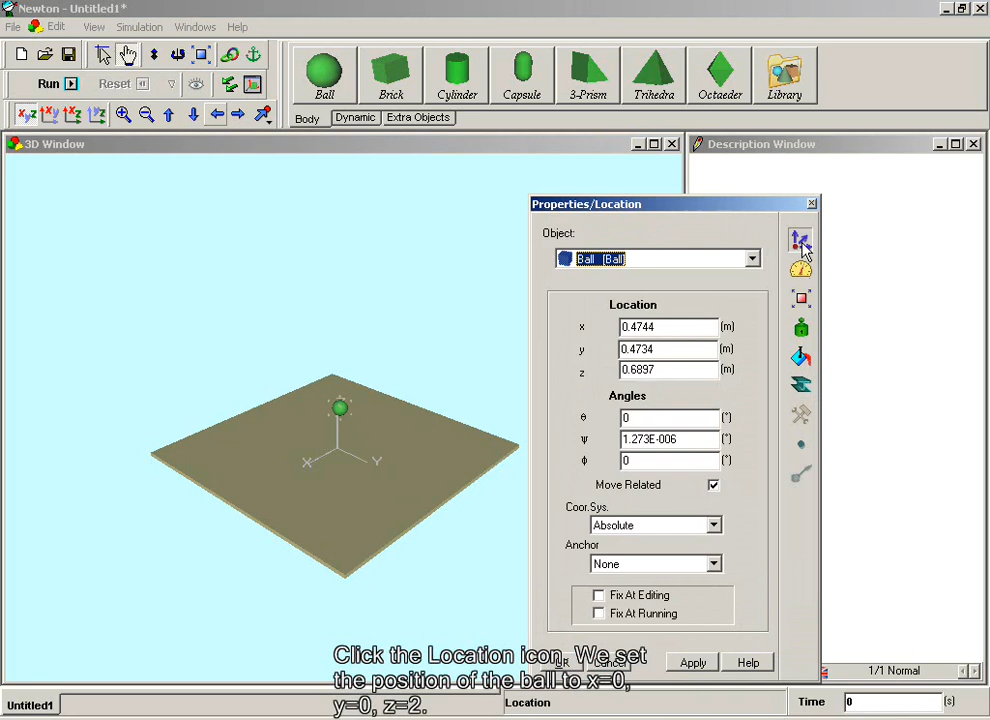 Newton - Untitled1*
File Edit View Simulation Windows Help
Run Reset
xyz xy xz yz
Ball Brick Cylinder Capsule 3-Prism Trihedra Octaeder Library
Body Dynamic Extra Objects
3D Window
Description Window
Properties/Location
Object:
Ball [Ball]
Location
x 0.4744 (m)
y 0.4734 (m)
z 0.6897 (m)
Angles
θ 0 (°)
ψ 1.273E-006 (°)
ϕ 0 (°)
Move Related
Coor.Sys.
Absolute
Anchor
None
Fix At Editing
Fix At Running
Apply Help
X Y
Click the Location icon. We set
the position of the ball to x=0,
y=0, z=2.
1/1 Normal
Untitled1 Location Time 0 (s)